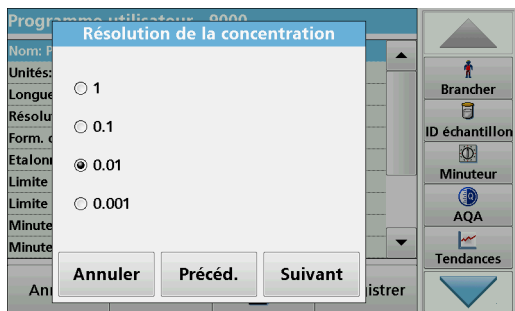 Programme utilisateur 9000
Résolution de la concentration
Nom: P
Unités:
Longue
Résolu
Form. c
Etalonn
Limite
Limite
Minute
Minute
1
0.1
0.01
0.001
Annuler
Précéd.
Suivant
An
istrer
Brancher
ID échantillon
Minuteur
AQA
Tendances